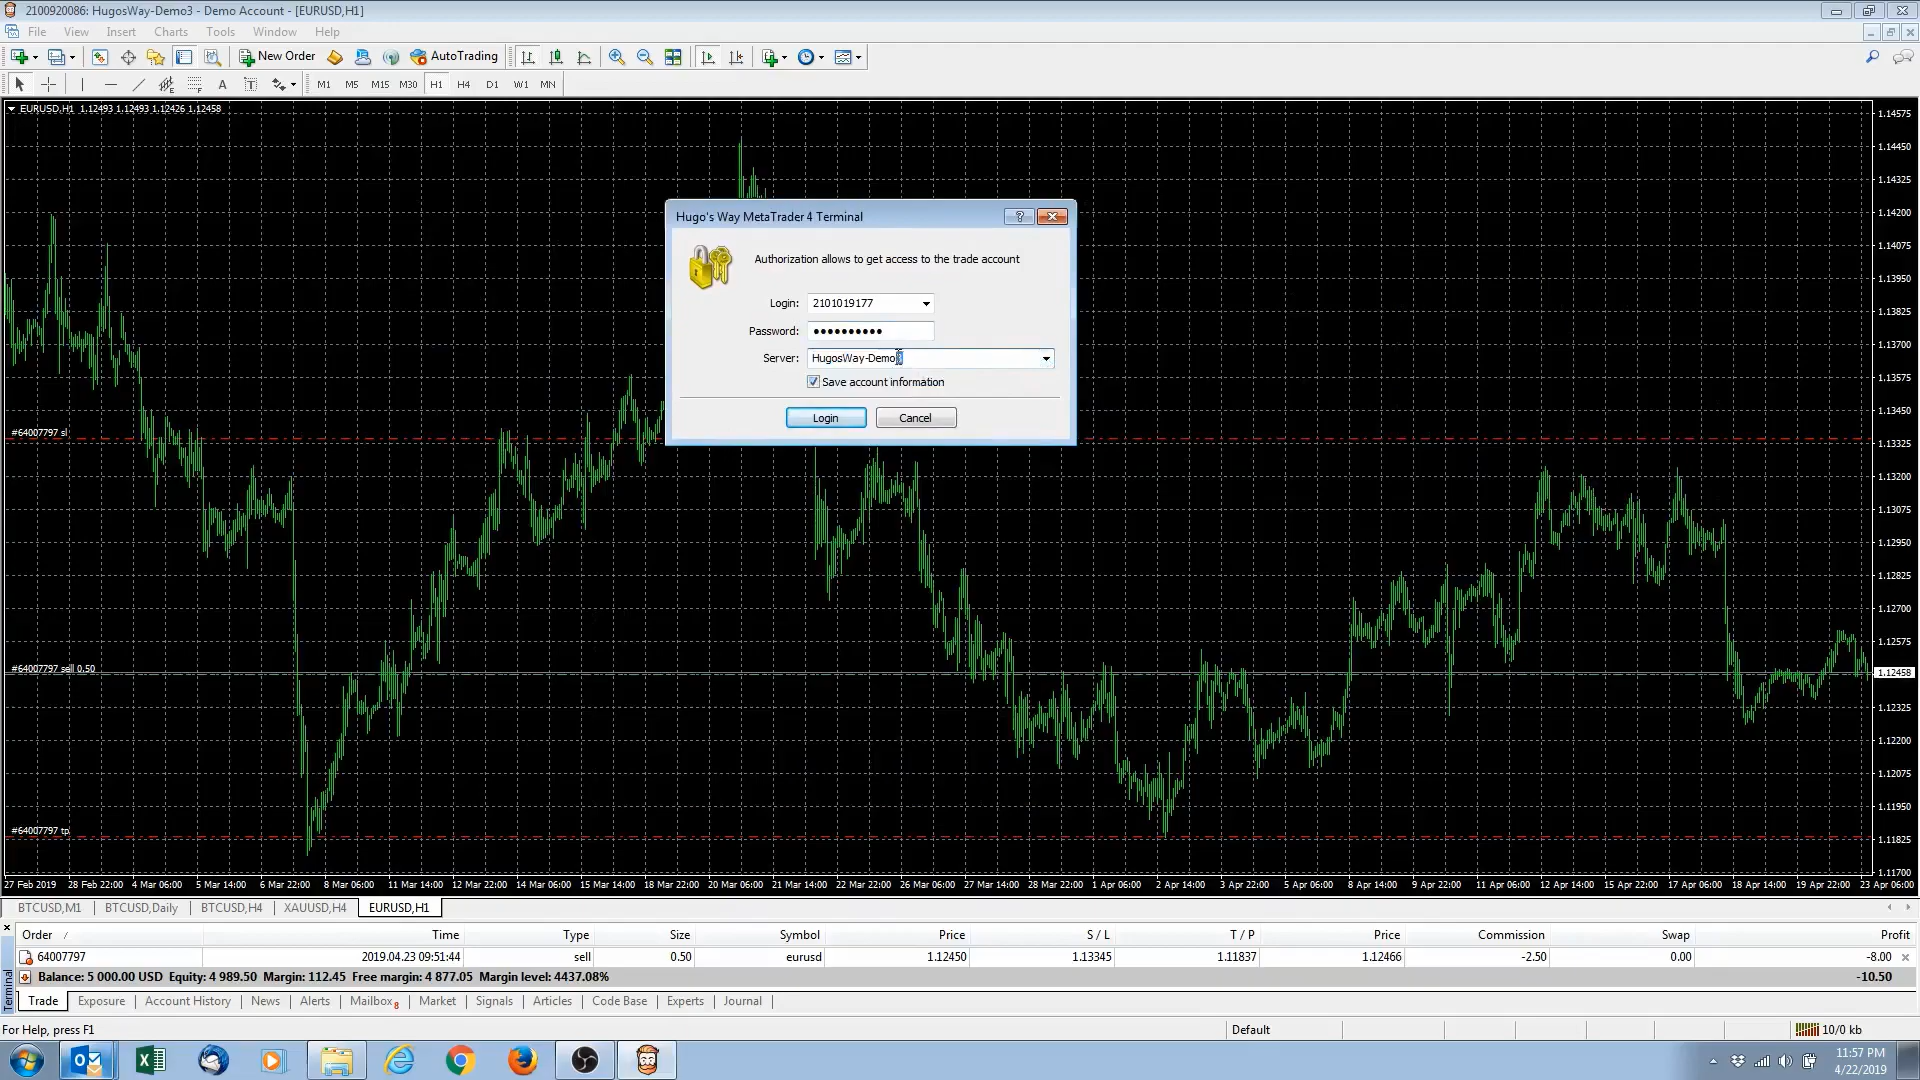 2100920086: HugosWay-Demo3 - Demo Account - [EURUSD,H1]
File View Insert Charts Tools Window Help
New Order AutoTrading
A T M1 M5 M15 M30 H1 H4 D1 W1 MN
EURUSD,H1 1.12493 1.12493 1.12426 1.12458
1.14575
1.14450
1.14325
1.14200
1.14075
1.13950
1.13825
1.13700
1.13575
1.13450
1.13325
1.13200
1.13075
1.12950
1.12825
1.12700
1.12575
1.12458
1.12325
1.12200
1.12075
1.11950
1.11825
1.11700
Hugo's Way MetaTrader 4 Terminal
Authorization allows to get access to the trade account
Login: 2101019177
Password: ●●●●●●●●●●
Server: HugosWay-Demo
Save account information
Login Cancel
#64007797 sl
#64007797 sell 0.50
#64007797 tp
27 Feb 2019 28 Feb 22:00 4 Mar 06:00 5 Mar 14:00 6 Mar 22:00 8 Mar 06:00 11 Mar 14:00 12 Mar 22:00 14 Mar 06:00 15 Mar 14:00 18 Mar 22:00 20 Mar 06:00 21 Mar 14:00 22 Mar 22:00 26 Mar 06:00 27 Mar 14:00 28 Mar 22:00 1 Apr 06:00 2 Apr 14:00 3 Apr 22:00 5 Apr 06:00 8 Apr 14:00 9 Apr 22:00 11 Apr 06:00 12 Apr 14:00 15 Apr 22:00 17 Apr 06:00 18 Apr 14:00 19 Apr 22:00 23 Apr 06:00
BTCUSD,M1 BTCUSD,Daily BTCUSD,H4 XAUUSD,H4 EURUSD,H1
Order / Time Type Size Symbol Price S / L T / P Price Commission Swap Profit
64007797 2019.04.23 09:51:44 sell 0.50 eurusd 1.12450 1.13345 1.11837 1.12466 -2.50 0.00 -8.00
Balance: 5 000.00 USD Equity: 4 989.50 Margin: 112.45 Free margin: 4 877.05 Margin level: 4437.08% -10.50
Terminal
Trade Exposure Account History News Alerts Mailbox 8 Market Signals Articles Code Base Experts Journal
For Help, press F1 Default 10/0 kb
11:57 PM
4/22/2019